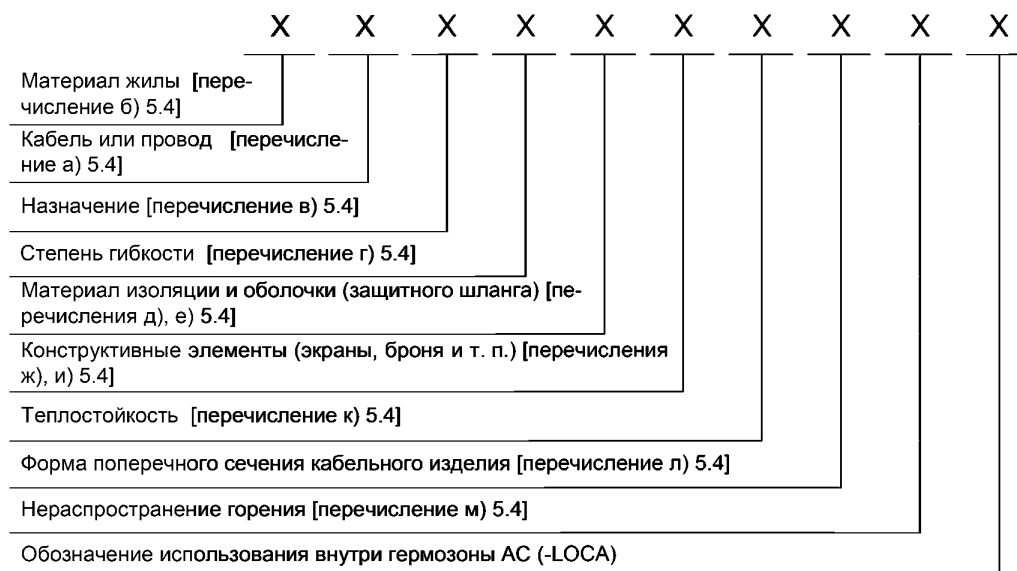 X X X X X X X X X X
Материал жилы [пере-
числение б) 5.4]
Кабель или провод [перечисле-
ние а) 5.4]
Назначение [перечисление в) 5.4]
Степень гибкости [перечисление г) 5.4]
Материал изоляции и оболочки (защитного шланга) [пе-
речисления д), е) 5.4]
Конструктивные элементы (экраны, броня и т. п.) [перечисления
ж), и) 5.4]
Теплостойкость [перечисление к) 5.4]
Форма поперечного сечения кабельного изделия [перечисление л) 5.4]
Нераспространение горения [перечисление м) 5.4]
Обозначение использования внутри гермозоны АС (-LOCA)